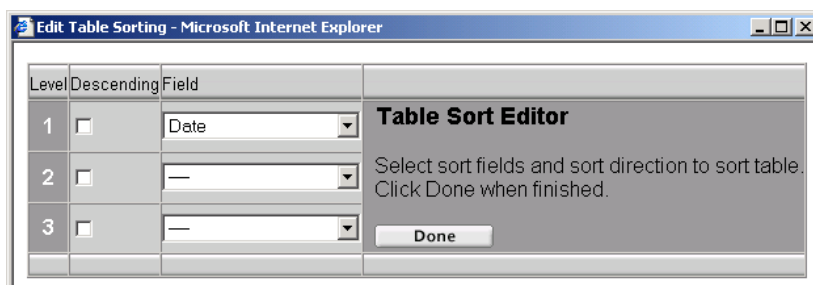 Edit Table Sorting - Microsoft Internet Explorer
Level Descending Field
1 Date
2 —
3 —
Table Sort Editor
Select sort fields and sort direction to sort table.
Click Done when finished.
Done